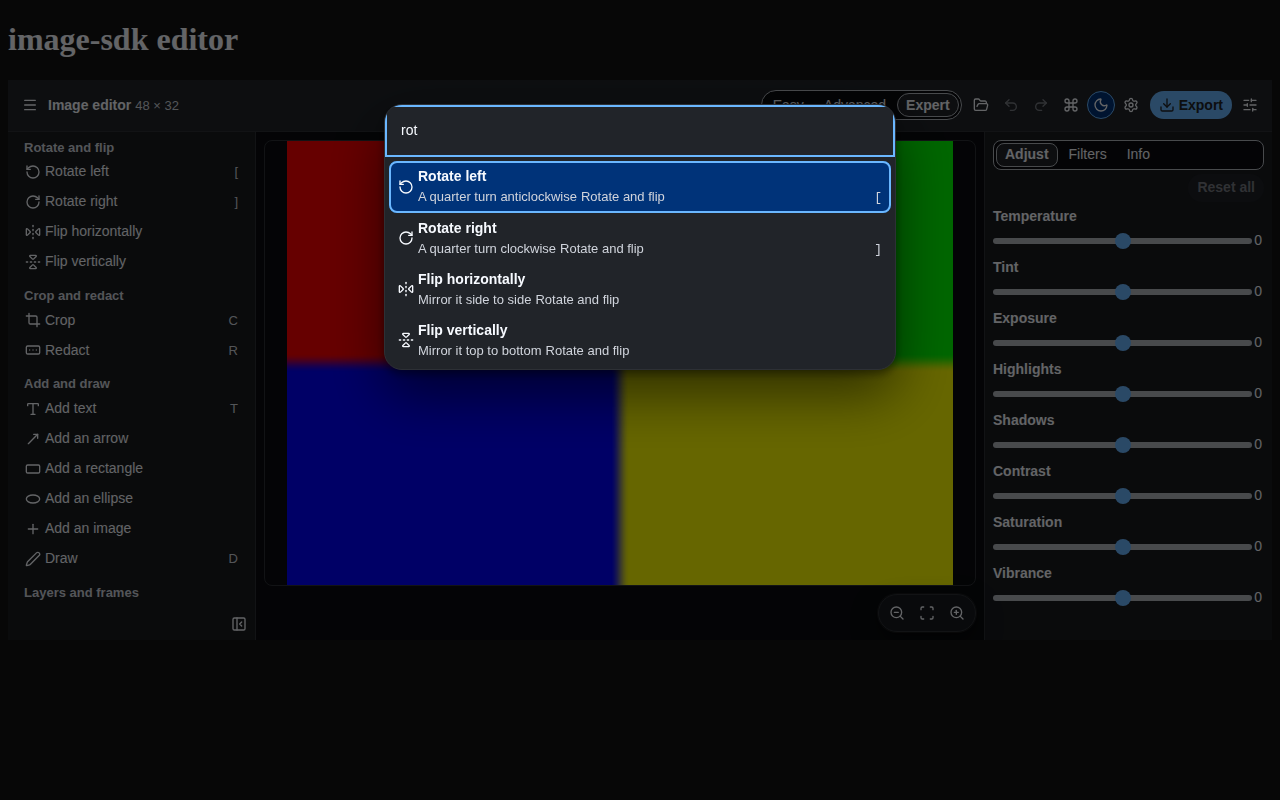 image-sdk editor
Image editor 48 × 32
Easy Advanced Expert
Export
rot
Rotate left
A quarter turn anticlockwise Rotate and flip [
Rotate right
A quarter turn clockwise Rotate and flip ]
Flip horizontally
Mirror it side to side Rotate and flip
Flip vertically
Mirror it top to bottom Rotate and flip
Rotate and flip
Rotate left [
Rotate right ]
Flip horizontally
Flip vertically
Crop and redact
Crop C
Redact R
Add and draw
Add text T
Add an arrow
Add a rectangle
Add an ellipse
Add an image
Draw D
Layers and frames
Adjust Filters Info
Reset all
Temperature
0
Tint
0
Exposure
0
Highlights
0
Shadows
0
Contrast
0
Saturation
0
Vibrance
0